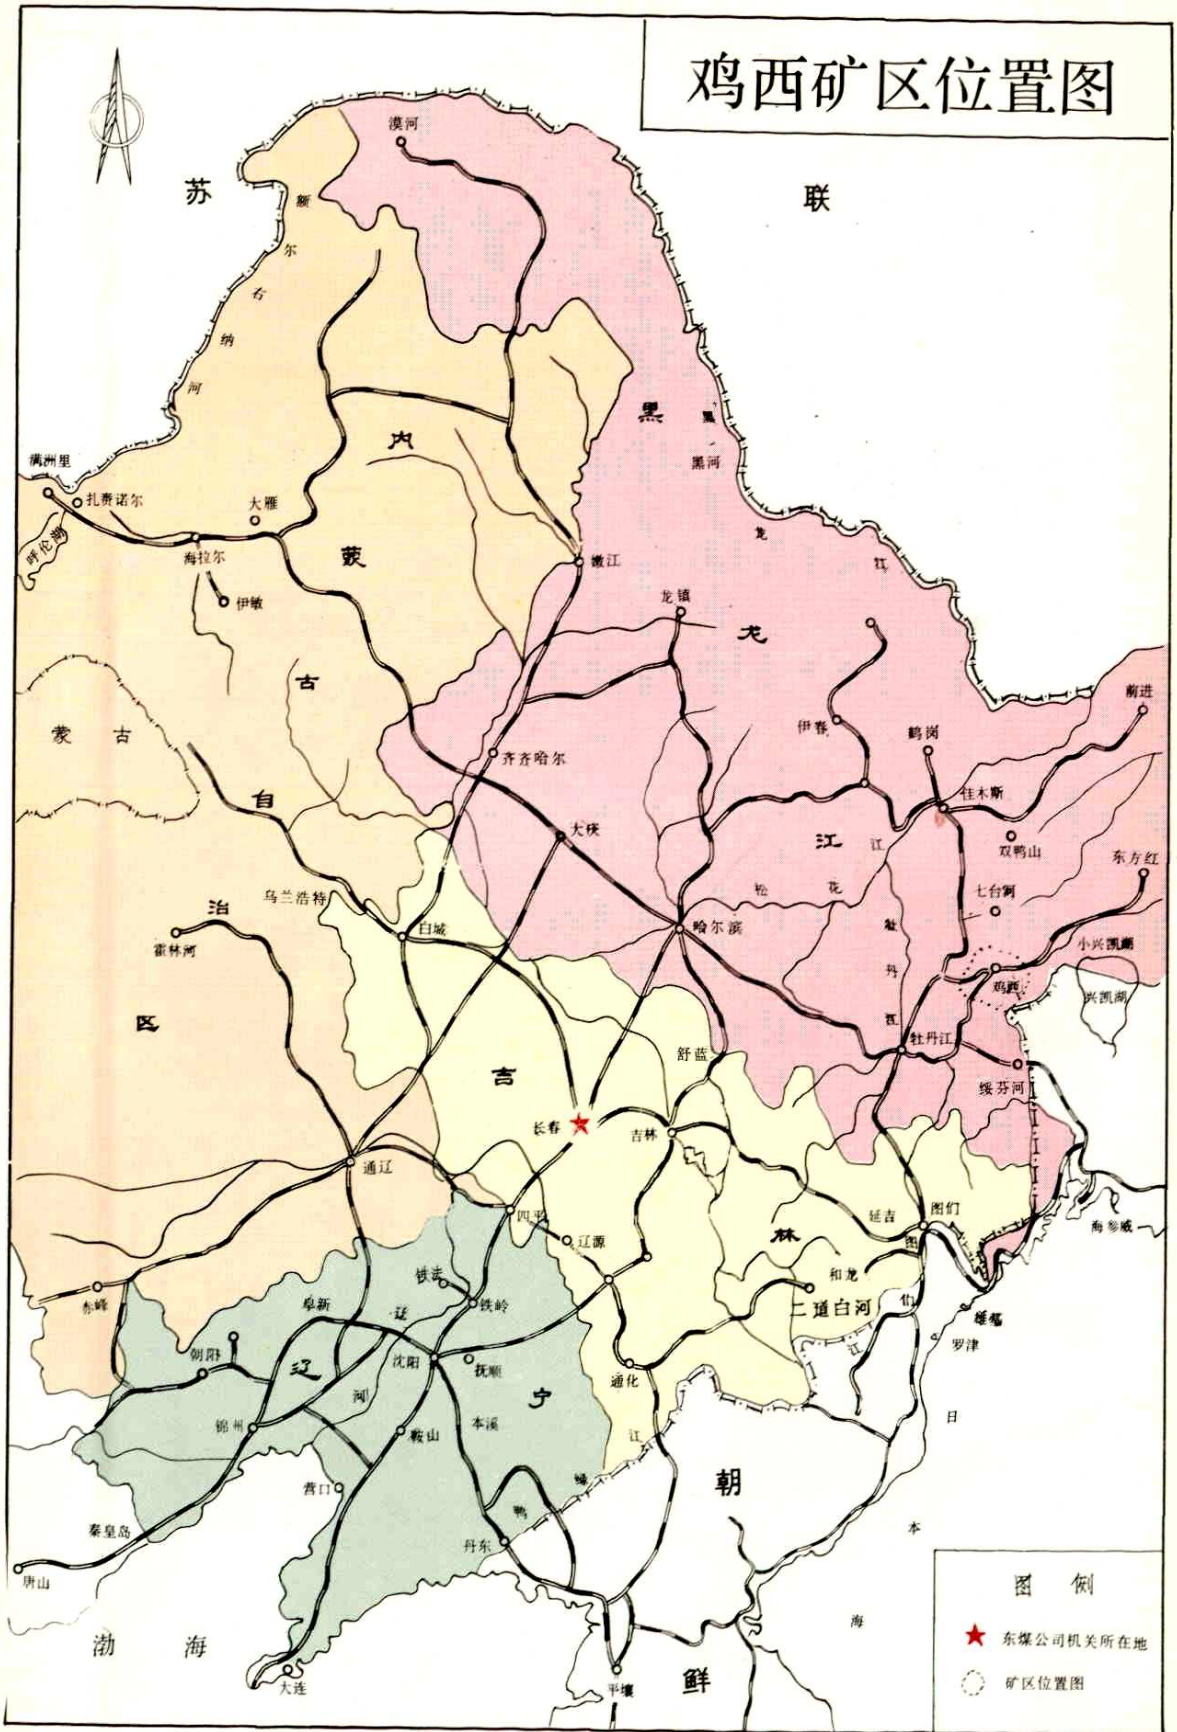 鸡西矿区位置图
苏
联
漠河
额
尔
古
纳
河
黑
黑
黑河
内
满洲里
扎赉诺尔
大雁
呼伦湖
海拉尔
蒙
嫩江
龙
江
伊敏
龙镇
龙
古
前进
蒙古
伊春
鹤岗
齐齐哈尔
自
佳木斯
大庆
江
江
双鸭山
东方红
乌兰浩特
松
花
七台河
治
白城
哈尔滨
牡
小兴凯湖
霍林河
丹
鸡西
兴凯湖
区
江
牡丹江
舒兰
吉
绥芬河
长春
吉林
通辽
四平
延吉
图们
海参威
辽源
林
图
铁法
和龙
赤峰
阜新
辽
铁岭
二道白河
们
雄基
朝阳
辽
沈阳
抚顺
江
罗津
河
宁
通化
锦州
鞍山
本溪
江
日
营口
绿
朝
秦皇岛
鸭
丹东
本
唐山
图例
渤海
海
东煤公司机关所在地
大连
平壤
鲜
矿区位置图